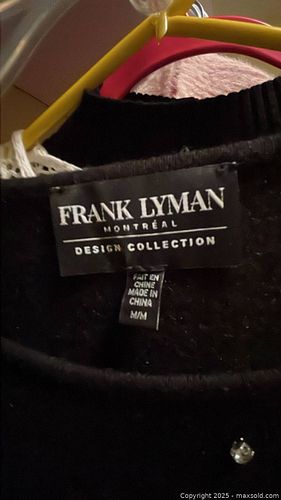 FRANK LYMAN
MONTRÉAL
DESIGN COLLECTION
FAIT EN
CHINE
MADE IN
CHINA
M/M
Copyright © 2025 - maxsold.com